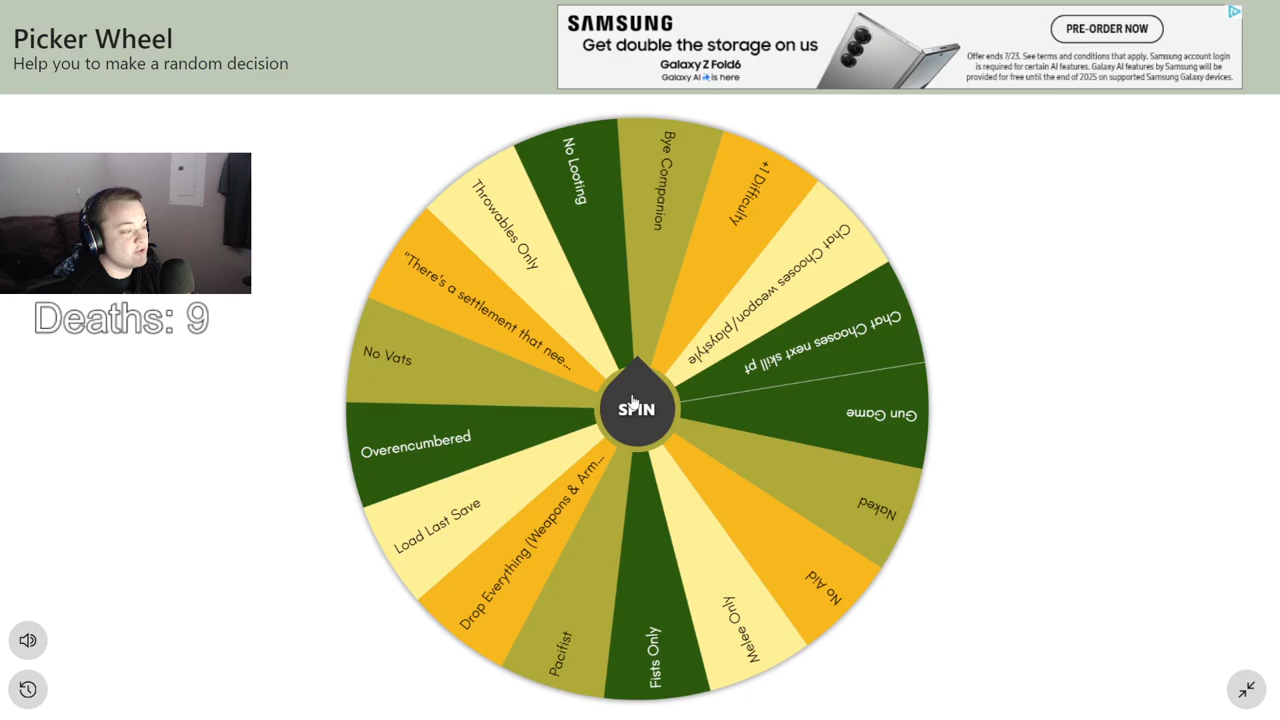 Picker Wheel
Help you to make a random decision
SAMSUNG
Get double the storage on us
Galaxy Z Fold6
Galaxy AI is here
PRE-ORDER NOW
Offer ends 7/23. See terms and conditions that apply. Samsung account login
is required for certain AI features. Galaxy AI features by Samsung will be
provided for free until the end of 2025 on supported Samsung Galaxy devices.
Deaths: 9
Bye Companion
+1 Difficulty
Chat Chooses weapon/playstyle
Chat Chooses next skill pt
Gun Game
Naked
No Aid
Melee Only
Fists Only
Pacifist
Drop Everything (Weapons & Arm...
Load Last Save
Overencumbered
No Vats
"There's a settlement that nee...
Throwables Only
No Looting
SPIN